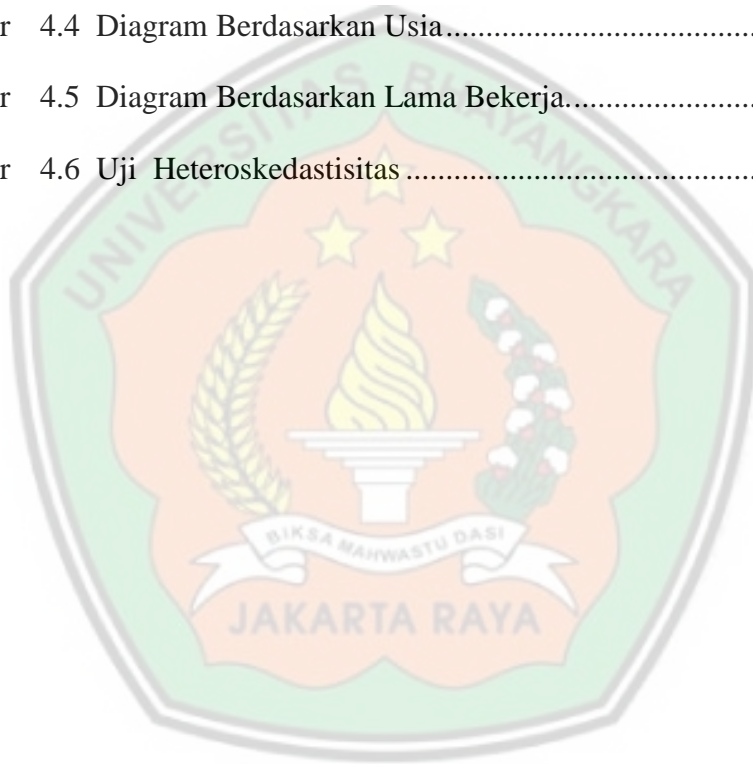 r 4.4 Diagram Berdasarkan Usia.......................................
r 4.5 Diagram Berdasarkan Lama Bekerja.......................
r 4.6 Uji Heteroskedastisitas .............................................
UNIVERSITAS BHAYANGKARA
BIKSA MAHWASTU DASI
JAKARTA RAYA